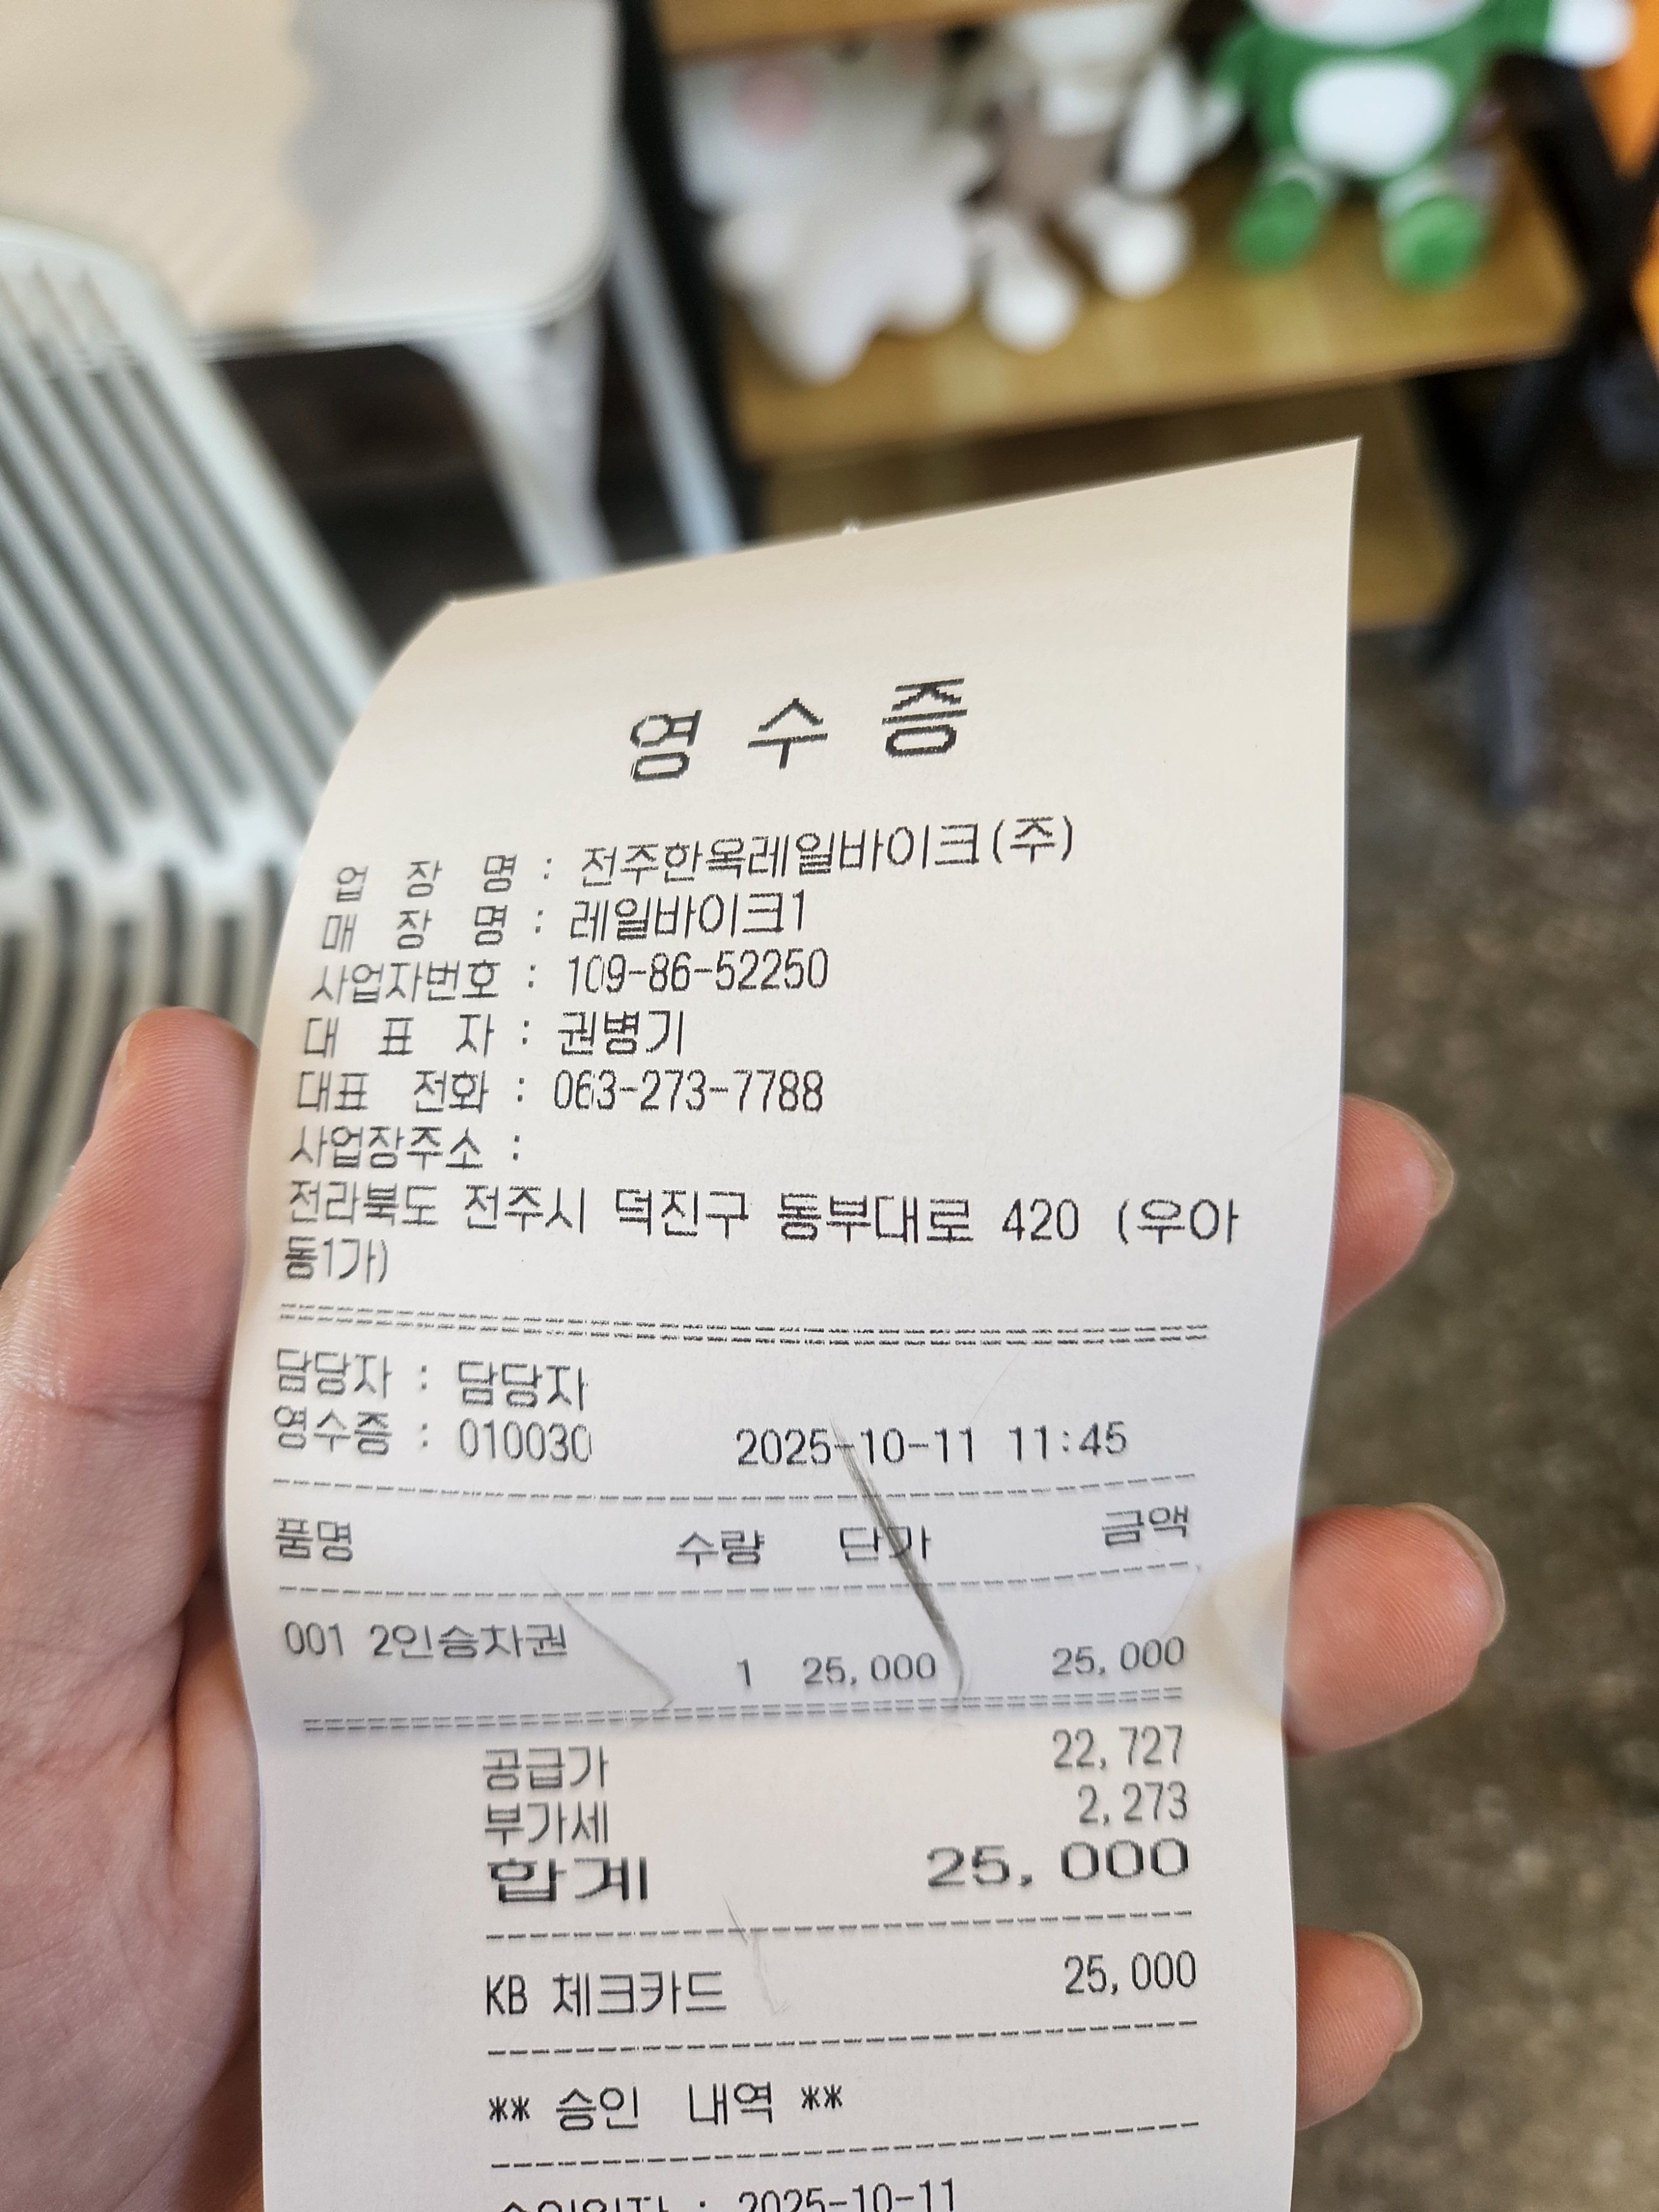 영 수 증
업 장 명 : 전주한옥레일바이크(주)
매 장 명 : 레일바이크1
사업자번호 : 109-86-52250
대 표 자 : 권병기
대표 전화 : 063-273-7788
사업장주소 :
전라북도 전주시 덕진구 동부대로 420 (우아
동1가)
담당자 : 담당자
영수증 : 010030 2025-10-11 11:45
품명 수량 단가 금액
001 2인승차권
1 25,000 25,000
공급가 22,727
부가세 2,273
합계 25,000
KB 체크카드 25,000
** 승인 내역 **
: 2025-10-11